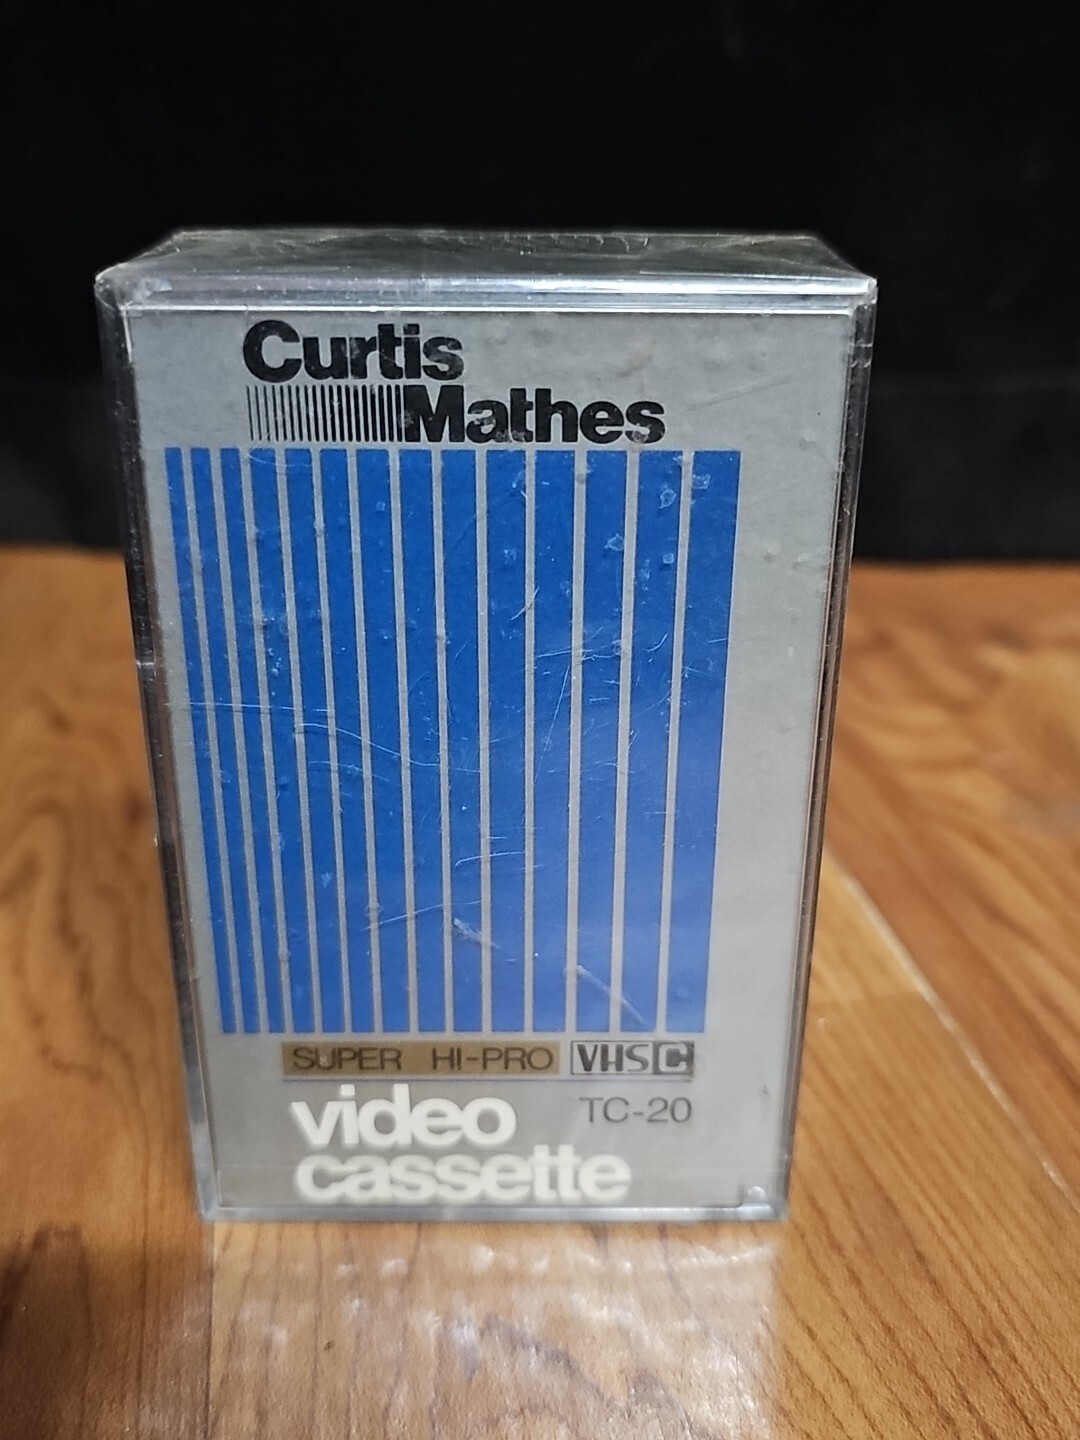 Curtis
Mathes
SUPER HI-PRO VHS C
video TC-20
cassette